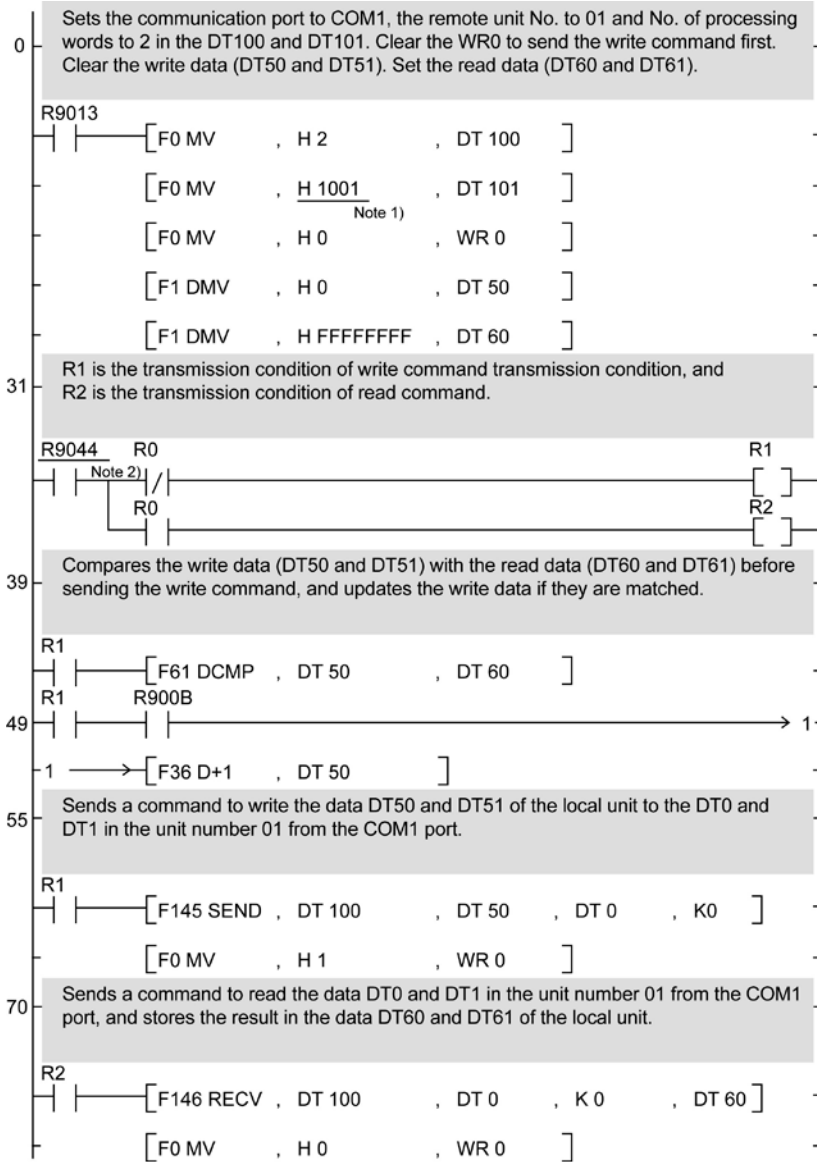 Sets the communication port to COM1, the remote unit No. to 01 and No. of processing
0 words to 2 in the DT100 and DT101. Clear the WR0 to send the write command first.
Clear the write data (DT50 and DT51). Set the read data (DT60 and DT61).
R9013
F0 MV , H 2 , DT 100
F0 MV , H 1001 , DT 101
Note 1)
F0 MV , H 0 , WR 0
F1 DMV , H 0 , DT 50
F1 DMV , H FFFFFFFF , DT 60
R1 is the transmission condition of write command transmission condition, and
31 R2 is the transmission condition of read command.
R9044 R0 R1
Note 2)
R0 R2
Compares the write data (DT50 and DT51) with the read data (DT60 and DT61) before
39 sending the write command, and updates the write data if they are matched.
R1
F61 DCMP , DT 50 , DT 60
R1 R900B
49 1
1 F36 D+1 , DT 50
Sends a command to write the data DT50 and DT51 of the local unit to the DT0 and
55 DT1 in the unit number 01 from the COM1 port.
R1
F145 SEND , DT 100 , DT 50 , DT 0 , K0
F0 MV , H 1 , WR 0
Sends a command to read the data DT0 and DT1 in the unit number 01 from the COM1
70 port, and stores the result in the data DT60 and DT61 of the local unit.
R2
F146 RECV , DT 100 , DT 0 , K 0 , DT 60
F0 MV , H 0 , WR 0